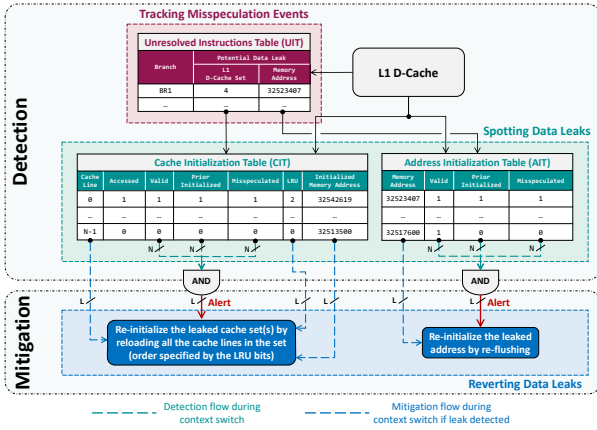 Tracking Misspeculation Events
Unresolved Instructions Table (UIT)
Branch
Potential Data Leak
L1
D-Cache Set
Memory
Address
BR1 4 32523407
… … …
L1 D-Cache
Detection
Spotting Data Leaks
Cache Initialization Table (CIT)
Cache
Line
Accessed
Valid
Prior
Initialized
Misspeculated
LRU
Initialized
Memory Address
0 1 1 1 1 2 32542619
… … … … … … …
N-1 0 0 0 0 0 32513500
Address Initialization Table (AIT)
Memory
Address
Valid
Prior
Initialized
Misspeculated
32523407 1 1 1
… … … …
32517600 1 0 0
N N N
N N
AND
AND
L L L L
Alert
L L
Alert
Mitigation
Re-initialize the leaked cache set(s) by
reloading all the cache lines in the set
(order specified by the LRU bits)
Re-initialize the leaked
address by re-flushing
Reverting Data Leaks
Detection flow during
context switch
Mitigation flow during
context switch if leak detected